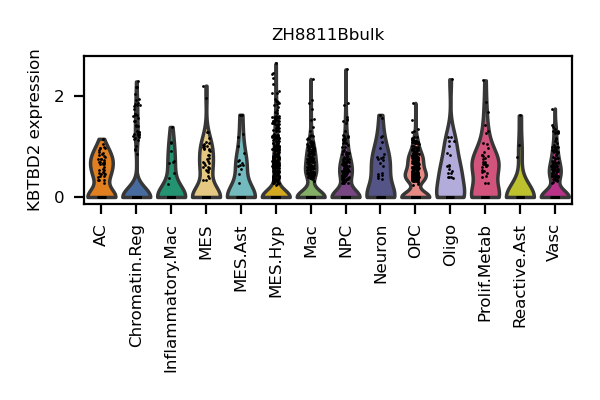 ZH8811Bbulk
KBTBD2 expression
2
0
AC
Chromatin.Reg
Inflammatory.Mac
MES
MES.Ast
MES.Hyp
Mac
NPC
Neuron
OPC
Oligo
Prolif.Metab
Reactive.Ast
Vasc